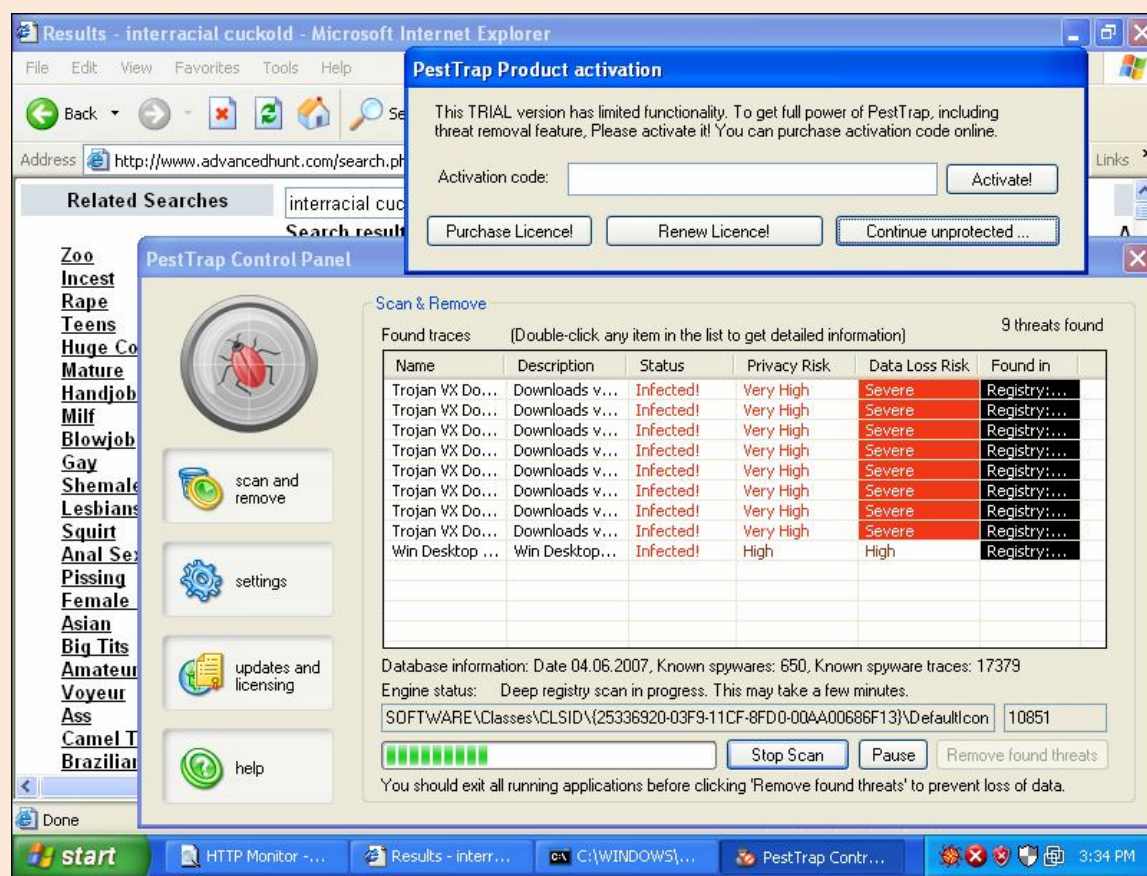 Results - interracial cuckold - Microsoft Internet Explorer
File Edit View Favorites Tools Help
Back
Se
Address http://www.advancedhunt.com/search.ph
Links
PestTrap Product activation
This TRIAL version has limited functionality. To get full power of PestTrap, including
threat removal feature, Please activate it! You can purchase activation code online.
Activation code:
Activate!
Purchase Licence! Renew Licence! Continue unprotected ...
Related Searches
interracial cuc
Search result
A
Zoo
Incest
Rape
Teens
Huge Co
Mature
Handjob
Milf
Blowjob
Gay
Shemale
Lesbians
Squirt
Anal Sex
Pissing
Female
Asian
Big Tits
Amateur
Voyeur
Ass
Camel T
Brazilian
PestTrap Control Panel
scan and
remove
settings
updates and
licensing
help
Scan & Remove
Found traces (Double-click any item in the list to get detailed information) 9 threats found
Name Description Status Privacy Risk Data Loss Risk Found in
Trojan VX Do... Downloads v... Infected! Very High Severe Registry:...
Trojan VX Do... Downloads v... Infected! Very High Severe Registry:...
Trojan VX Do... Downloads v... Infected! Very High Severe Registry:...
Trojan VX Do... Downloads v... Infected! Very High Severe Registry:...
Trojan VX Do... Downloads v... Infected! Very High Severe Registry:...
Trojan VX Do... Downloads v... Infected! Very High Severe Registry:...
Trojan VX Do... Downloads v... Infected! Very High Severe Registry:...
Trojan VX Do... Downloads v... Infected! Very High Severe Registry:...
Win Desktop ... Win Desktop... Infected! High High Registry:...
Database information: Date 04.06.2007, Known spywares: 650, Known spyware traces: 17379
Engine status: Deep registry scan in progress. This may take a few minutes.
SOFTWARE\Classes\CLSID\{25336920-03F9-11CF-8FD0-00AA00686F13}\DefaultIcon 10851
Stop Scan Pause Remove found threats
You should exit all running applications before clicking 'Remove found threats' to prevent loss of data.
Done
start HTTP Monitor -... Results - interr... C:\WINDOWS\... PestTrap Contr... 3:34 PM